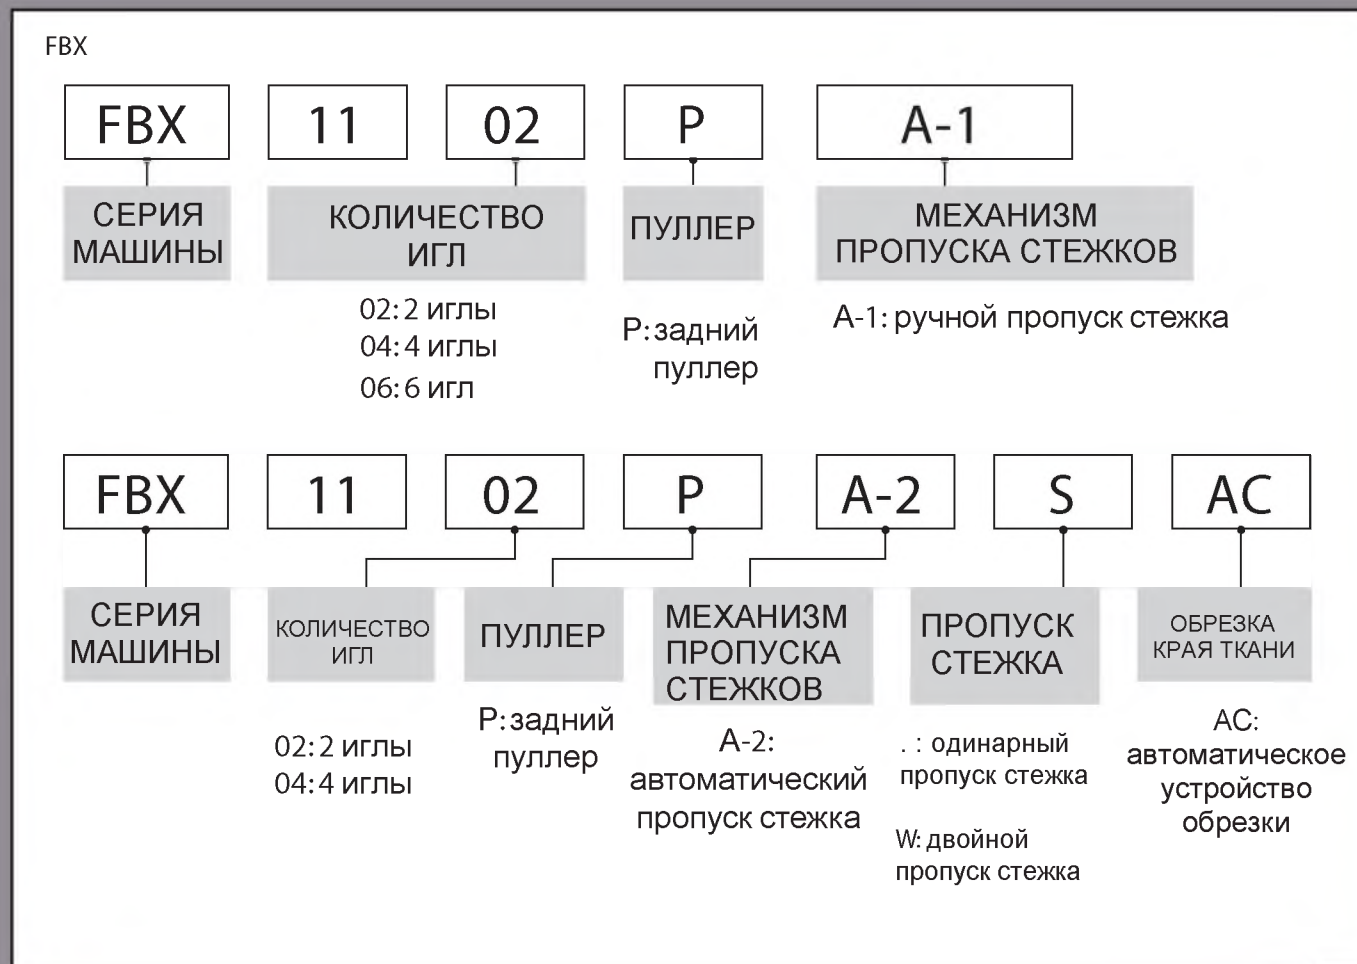 FBX
FBX 11 02 P A-1
СЕРИЯ
МАШИНЫ
КОЛИЧЕСТВО
ИГЛ
ПУЛЛЕР
МЕХАНИЗМ
ПРОПУСКА СТЕЖКОВ
02: 2 иглы
04: 4 иглы
06: 6 игл
P: задний
пуллер
A-1: ручной пропуск стежка
FBX 11 02 P A-2 S AC
СЕРИЯ
МАШИНЫ
КОЛИЧЕСТВО
ИГЛ
ПУЛЛЕР
МЕХАНИЗМ
ПРОПУСКА
СТЕЖКОВ
ПРОПУСК
СТЕЖКА
ОБРЕЗКА
КРАЯ ТКАНИ
02: 2 иглы
04: 4 иглы
P: задний
пуллер
A-2:
автоматический
пропуск стежка
. : одинарный
пропуск стежка
W: двойной
пропуск стежка
AC:
автоматическое
устройство
обрезки